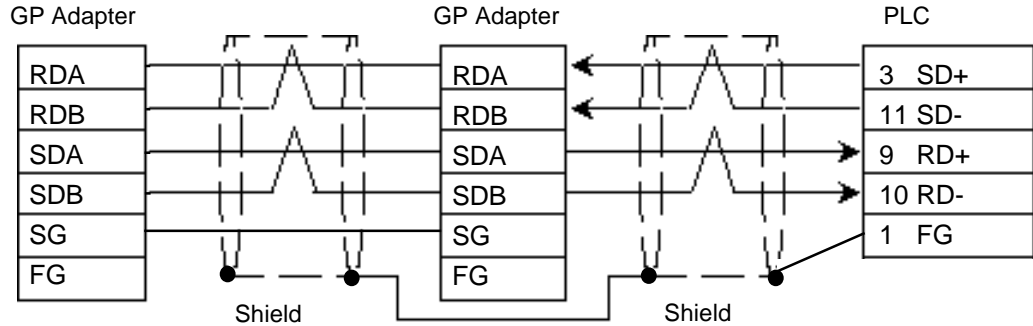 GP Adapter GP Adapter PLC
RDA RDA 3 SD+
RDB RDB 11 SD-
SDA SDA 9 RD+
SDB SDB 10 RD-
SG SG 1 FG
FG FG
Shield Shield